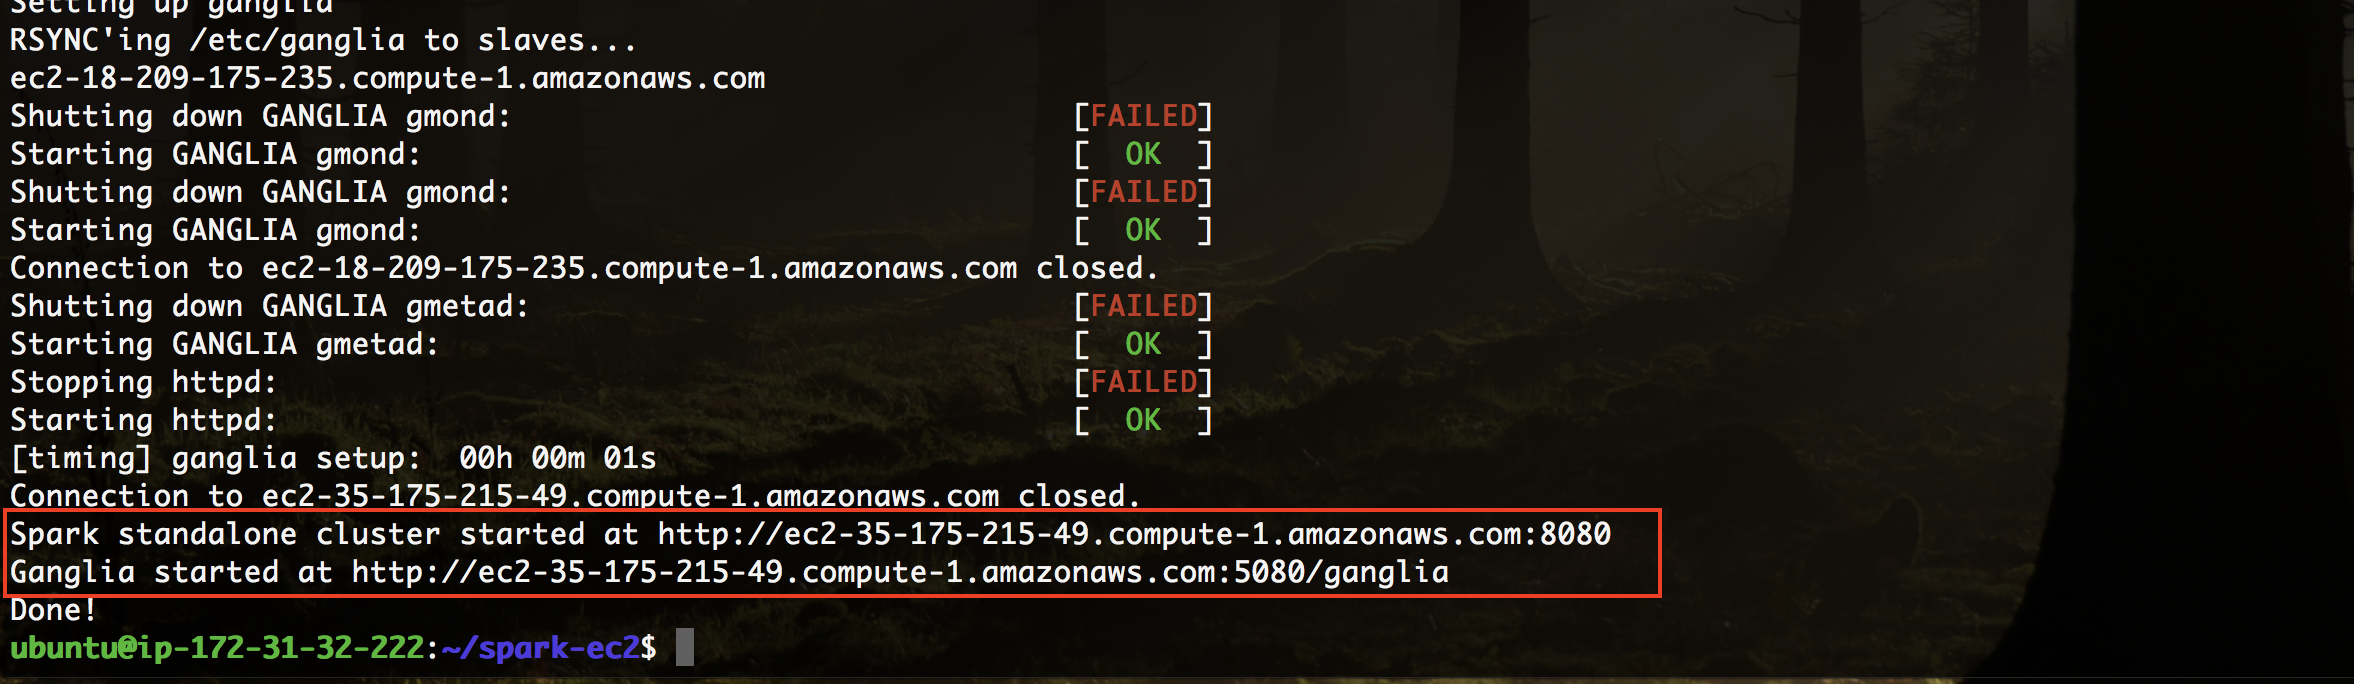 Setting up ganglia
RSYNC'ing /etc/ganglia to slaves...
ec2-18-209-175-235.compute-1.amazonaws.com
Shutting down GANGLIA gmond: [FAILED]
Starting GANGLIA gmond: [  OK  ]
Shutting down GANGLIA gmond: [FAILED]
Starting GANGLIA gmond: [  OK  ]
Connection to ec2-18-209-175-235.compute-1.amazonaws.com closed.
Shutting down GANGLIA gmetad: [FAILED]
Starting GANGLIA gmetad: [  OK  ]
Stopping httpd: [FAILED]
Starting httpd: [  OK  ]
[timing] ganglia setup:  00h 00m 01s
Connection to ec2-35-175-215-49.compute-1.amazonaws.com closed.
Spark standalone cluster started at http://ec2-35-175-215-49.compute-1.amazonaws.com:8080
Ganglia started at http://ec2-35-175-215-49.compute-1.amazonaws.com:5080/ganglia
Done!
ubuntu@ip-172-31-32-222:~/spark-ec2$